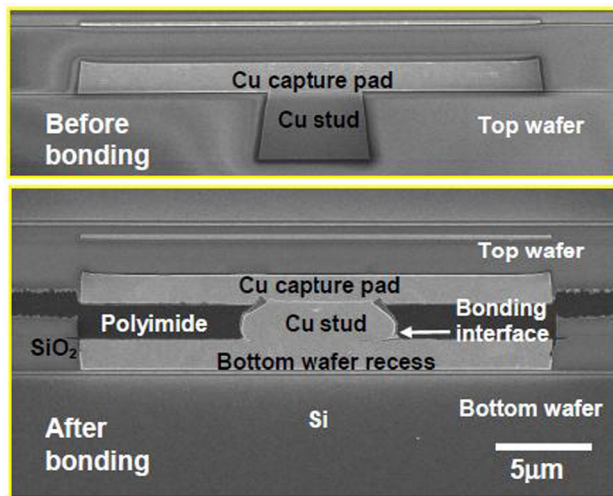 Cu capture pad
Cu stud
Before
bonding
Top wafer
Top wafer
Cu capture pad
Polyimide
Cu stud
Bonding
interface
SiO₂
Bottom wafer recess
Bottom wafer
Si
After
bonding
5μm